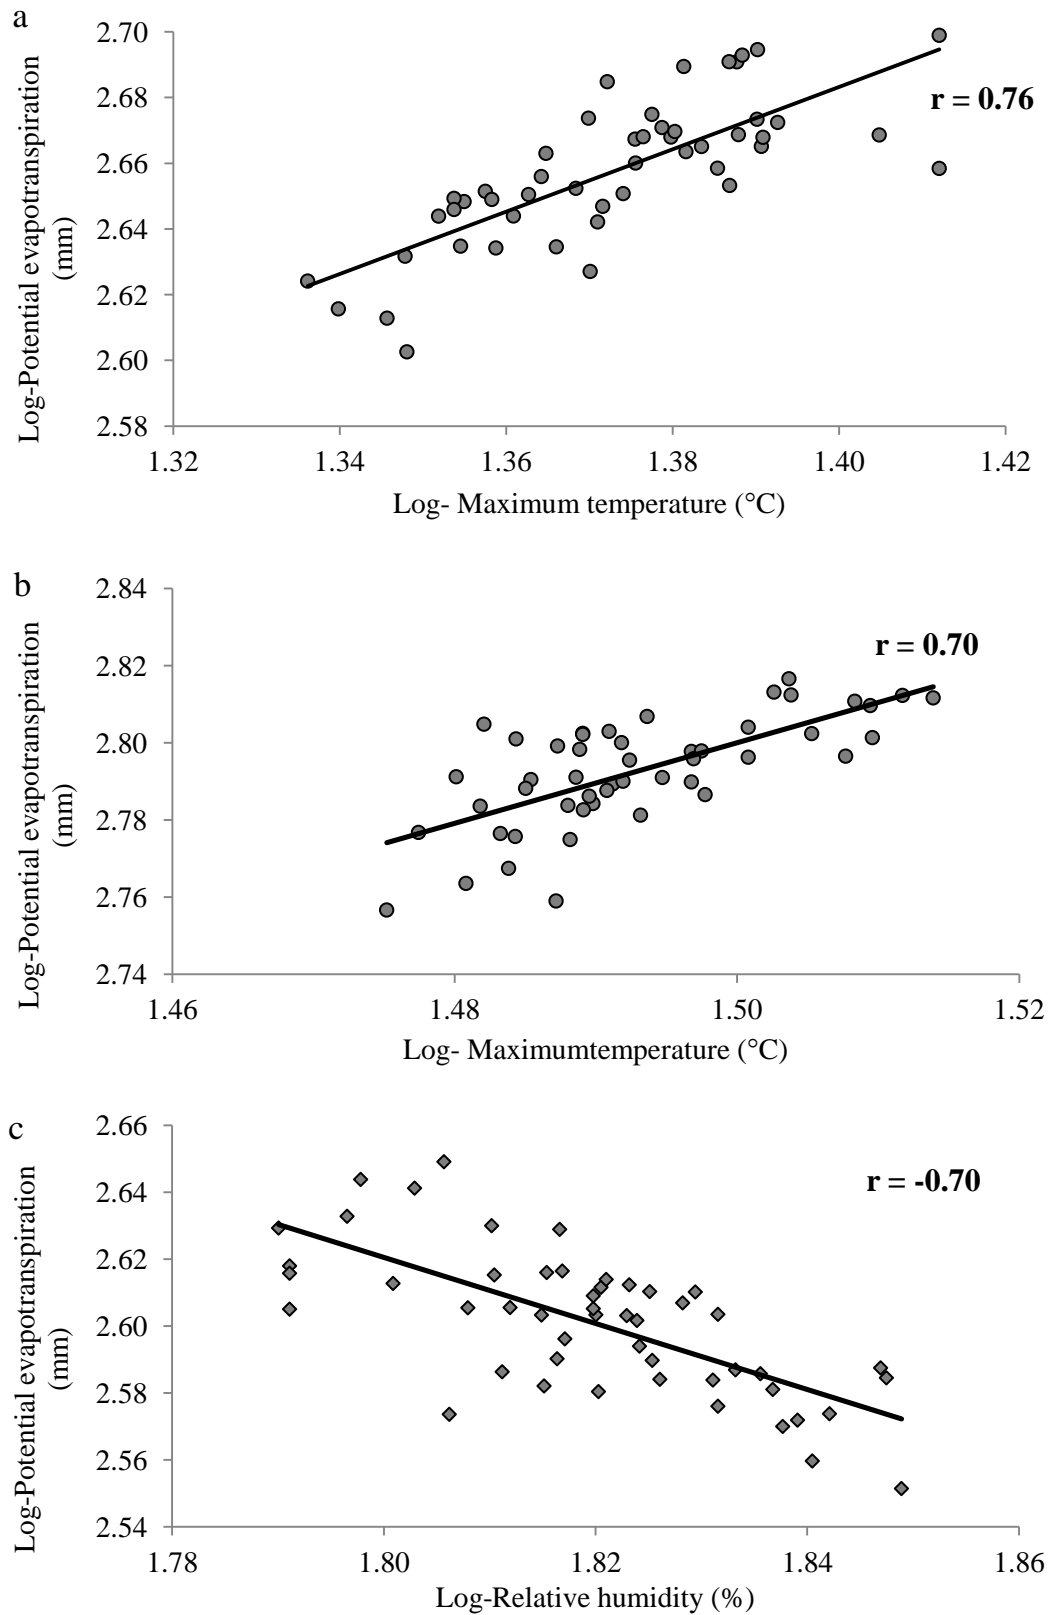 a
Log-Potential evapotranspiration
(mm)
2.70
2.68
2.66
2.64
2.62
2.60
2.58
r = 0.76
1.32 1.34 1.36 1.38 1.40 1.42
Log- Maximum temperature (°C)
b
Log-Potential evapotranspiration
(mm)
2.84
2.82
2.80
2.78
2.76
2.74
r = 0.70
1.46 1.48 1.50 1.52
Log- Maximumtemperature (°C)
c
Log-Potential evapotranspiration
(mm)
2.66
2.64
2.62
2.60
2.58
2.56
2.54
r = -0.70
1.78 1.80 1.82 1.84 1.86
Log-Relative humidity (%)